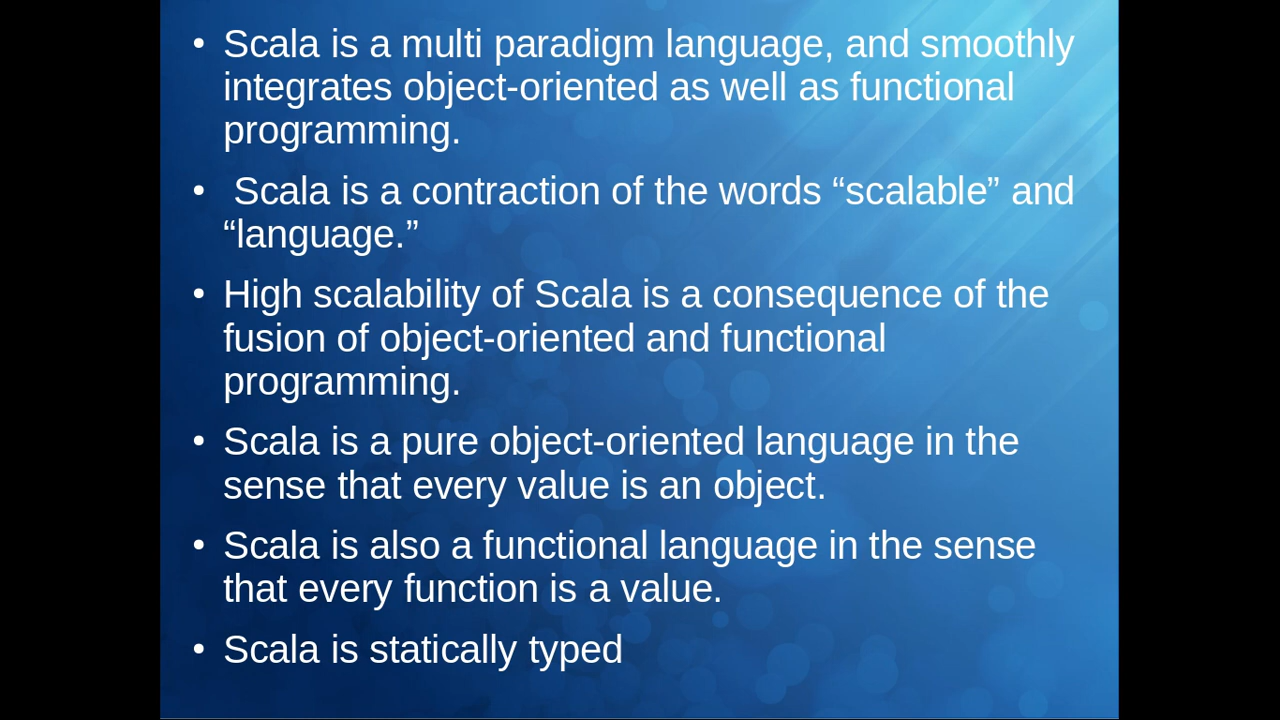 • Scala is a multi paradigm language, and smoothly
integrates object-oriented as well as functional
programming.
• Scala is a contraction of the words “scalable” and
“language.”
• High scalability of Scala is a consequence of the
fusion of object-oriented and functional
programming.
• Scala is a pure object-oriented language in the
sense that every value is an object.
• Scala is also a functional language in the sense
that every function is a value.
• Scala is statically typed